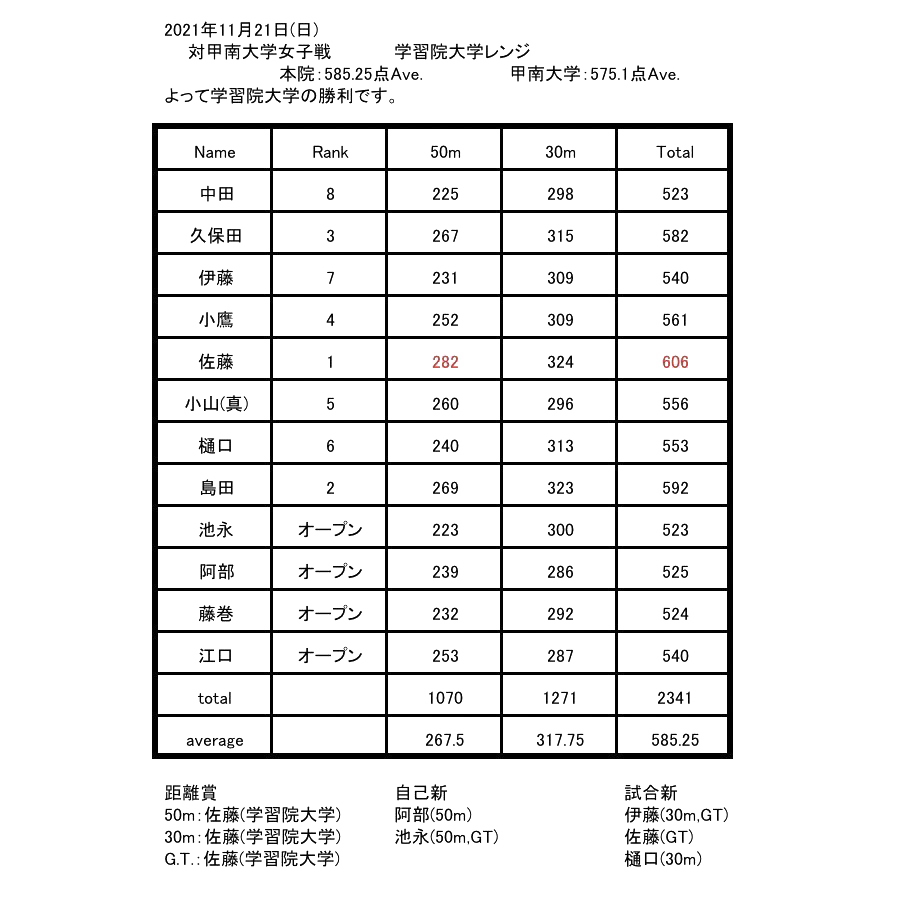 2021年11月21日(日)
対甲南大学女子戦 学習院大学レンジ
本院:585.25点Ave. 甲南大学:575.1点Ave.
よって学習院大学の勝利です。
Name Rank 50m 30m Total
中田 8 225 298 523
久保田 3 267 315 582
伊藤 7 231 309 540
小鷹 4 252 309 561
佐藤 1 282 324 606
小山(真) 5 260 296 556
樋口 6 240 313 553
島田 2 269 323 592
池永 オープン 223 300 523
阿部 オープン 239 286 525
藤巻 オープン 232 292 524
江口 オープン 253 287 540
total 1070 1271 2341
average 267.5 317.75 585.25
距離賞 自己新 試合新
50m:佐藤(学習院大学) 阿部(50m) 伊藤(30m,GT)
30m:佐藤(学習院大学) 池永(50m,GT) 佐藤(GT)
G.T.:佐藤(学習院大学) 樋口(30m)